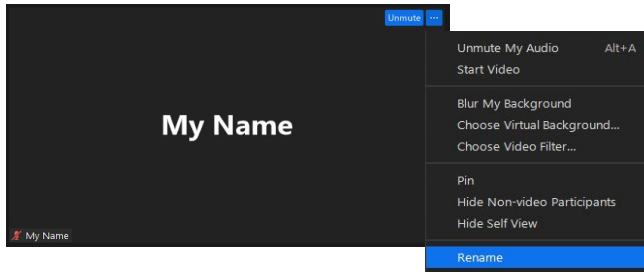 Unmute ...
My Name
My Name
Unmute My Audio Alt+A
Start Video
Blur My Background
Choose Virtual Background...
Choose Video Filter...
Pin
Hide Non-video Participants
Hide Self View
Rename